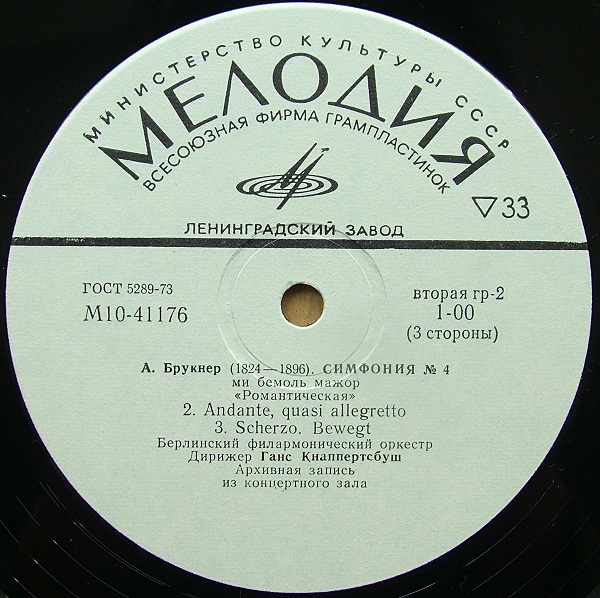 МИНИСТЕРСТВО КУЛЬТУРЫ СССР
МЕЛОДИЯ
ВСЕСОЮЗНАЯ ФИРМА ГРАМПЛАСТИНОК
33
ЛЕНИНГРАДСКИЙ ЗАВОД
ГОСТ 5289-73
М10-41176
вторая гр-2
1-00
(3 стороны)
А. Брукнер (1824—1896). СИМФОНИЯ № 4
ми бемоль мажор
«Романтическая»
2. Andante, quasi allegretto
3. Scherzo. Bewegt
Берлинский филармонический оркестр
Дирижер Ганс Кнаппертсбуш
Архивная запись
из концертного зала